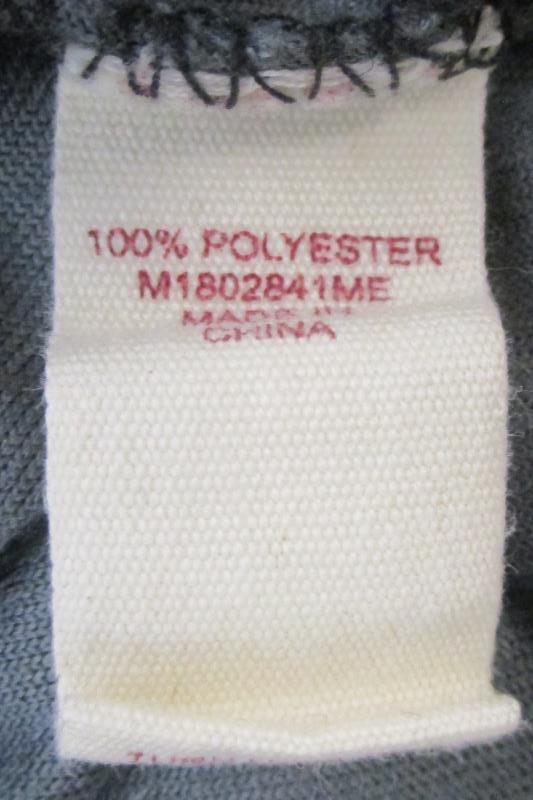 100% POLYESTER
M1802841ME
MADE IN
CHINA